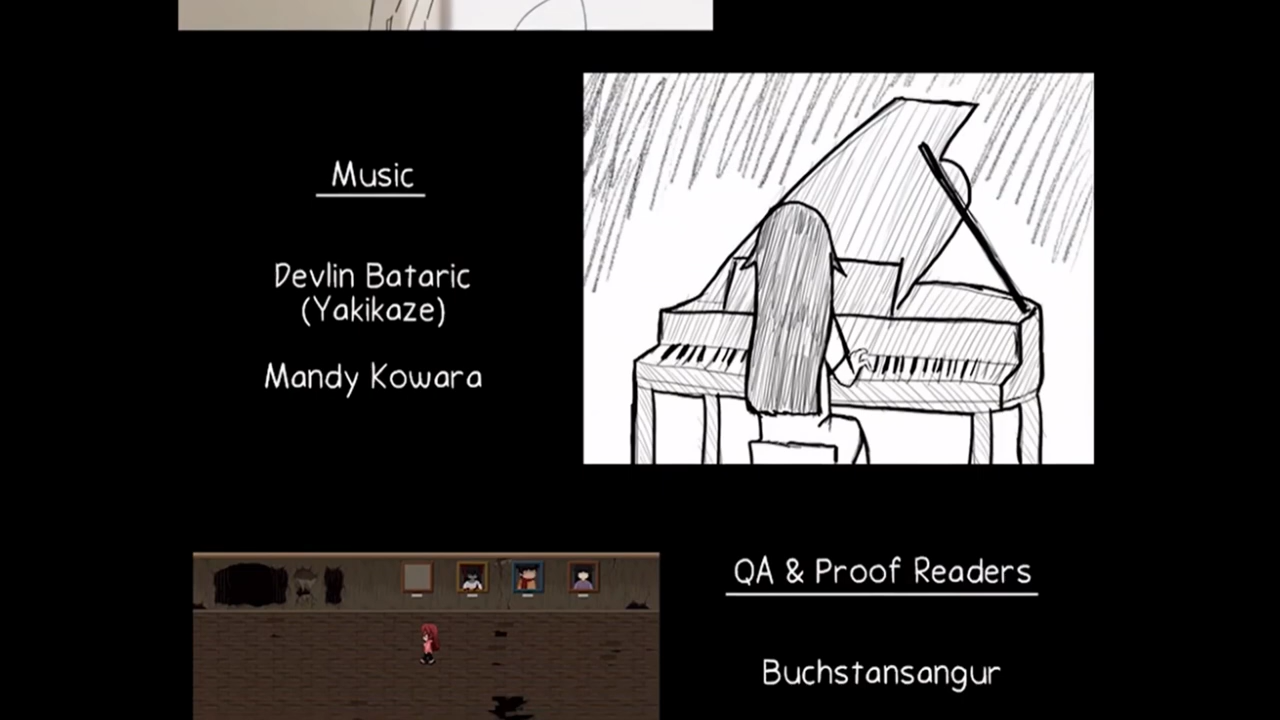 Music
Devlin Bataric
(Yakikaze)
Mandy Kowara
QA & Proof Readers
Buchstansangur